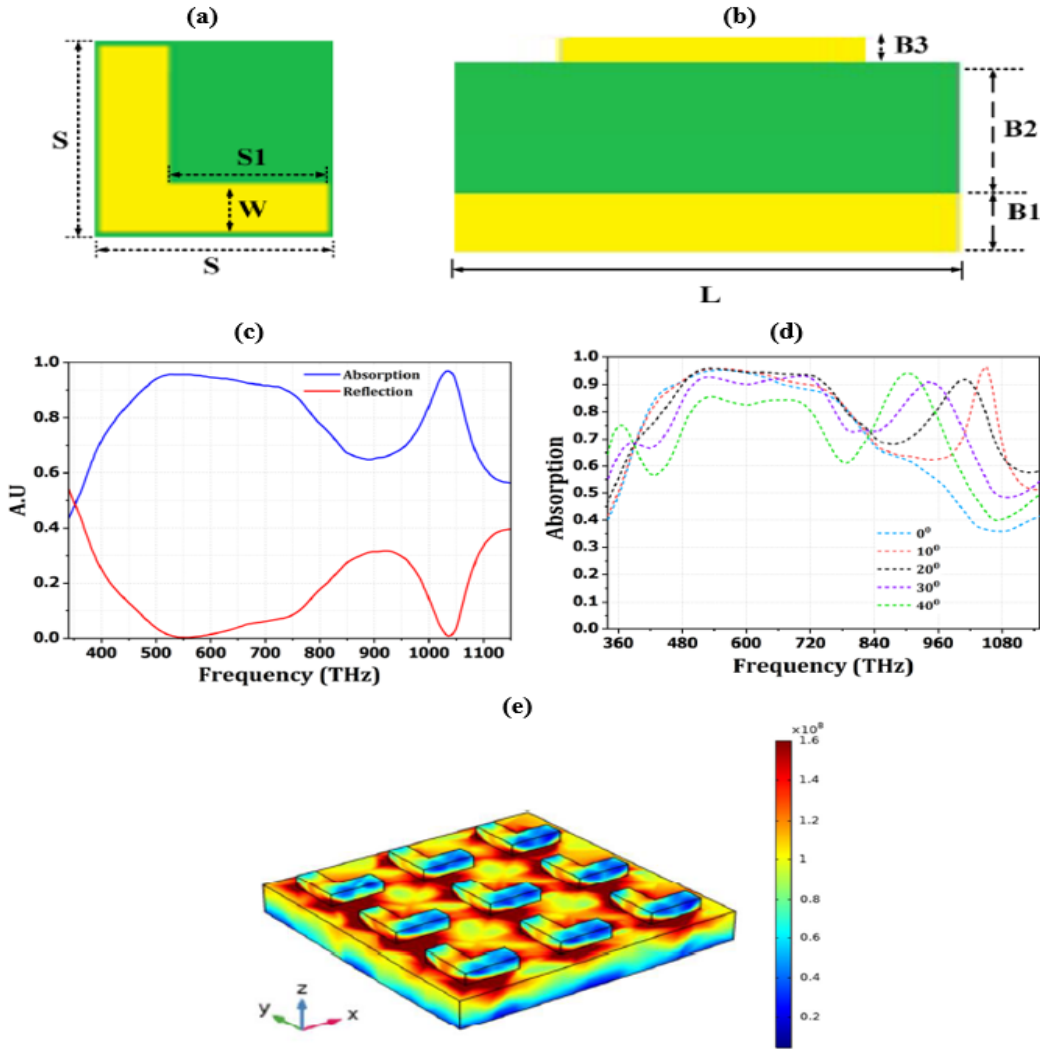 (a)
(b)
S
S1
W
S
B3
B2
B1
L
(c)
(d)
1.0
0.8
0.6
0.4
0.2
0.0
A.U
Absorption
Reflection
400 500 600 700 800 900 1000 1100
Frequency (THz)
1.0
0.9
0.8
0.7
0.6
0.5
0.4
0.3
0.2
0.1
0.0
Absorption
0⁰
10⁰
20⁰
30⁰
40⁰
360 480 600 720 840 960 1080
Frequency (THz)
(e)
×10⁸
1.6
1.4
1.2
1
0.8
0.6
0.4
0.2
z
y
x